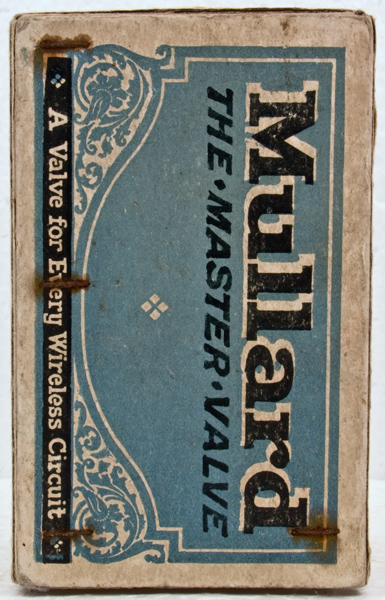 Mullard
THE·MASTER·VALVE
A Valve for Every Wireless Circuit